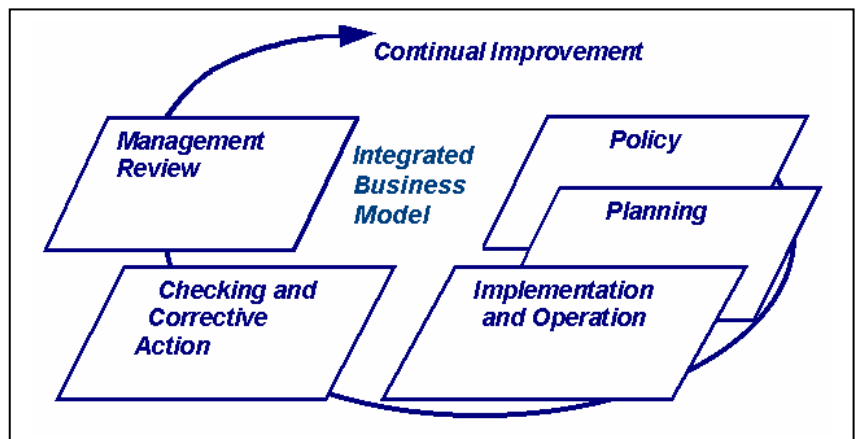 Continual Improvement
Management
Review
Integrated
Business
Model
Policy
Planning
Checking and
Corrective
Action
Implementation
and Operation